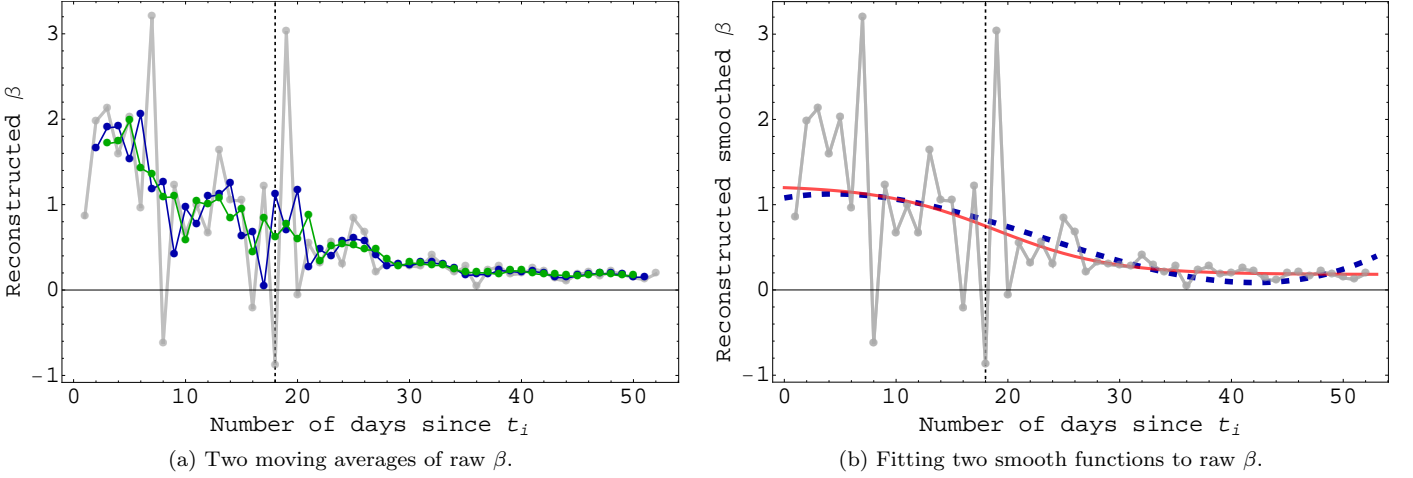 3
2
1
0
−1
Reconstructed β
0 10 20 30 40 50
Number of days since t_i
(a) Two moving averages of raw β.
3
2
1
0
−1
Reconstructed smoothed β
0 10 20 30 40 50
Number of days since t_i
(b) Fitting two smooth functions to raw β.